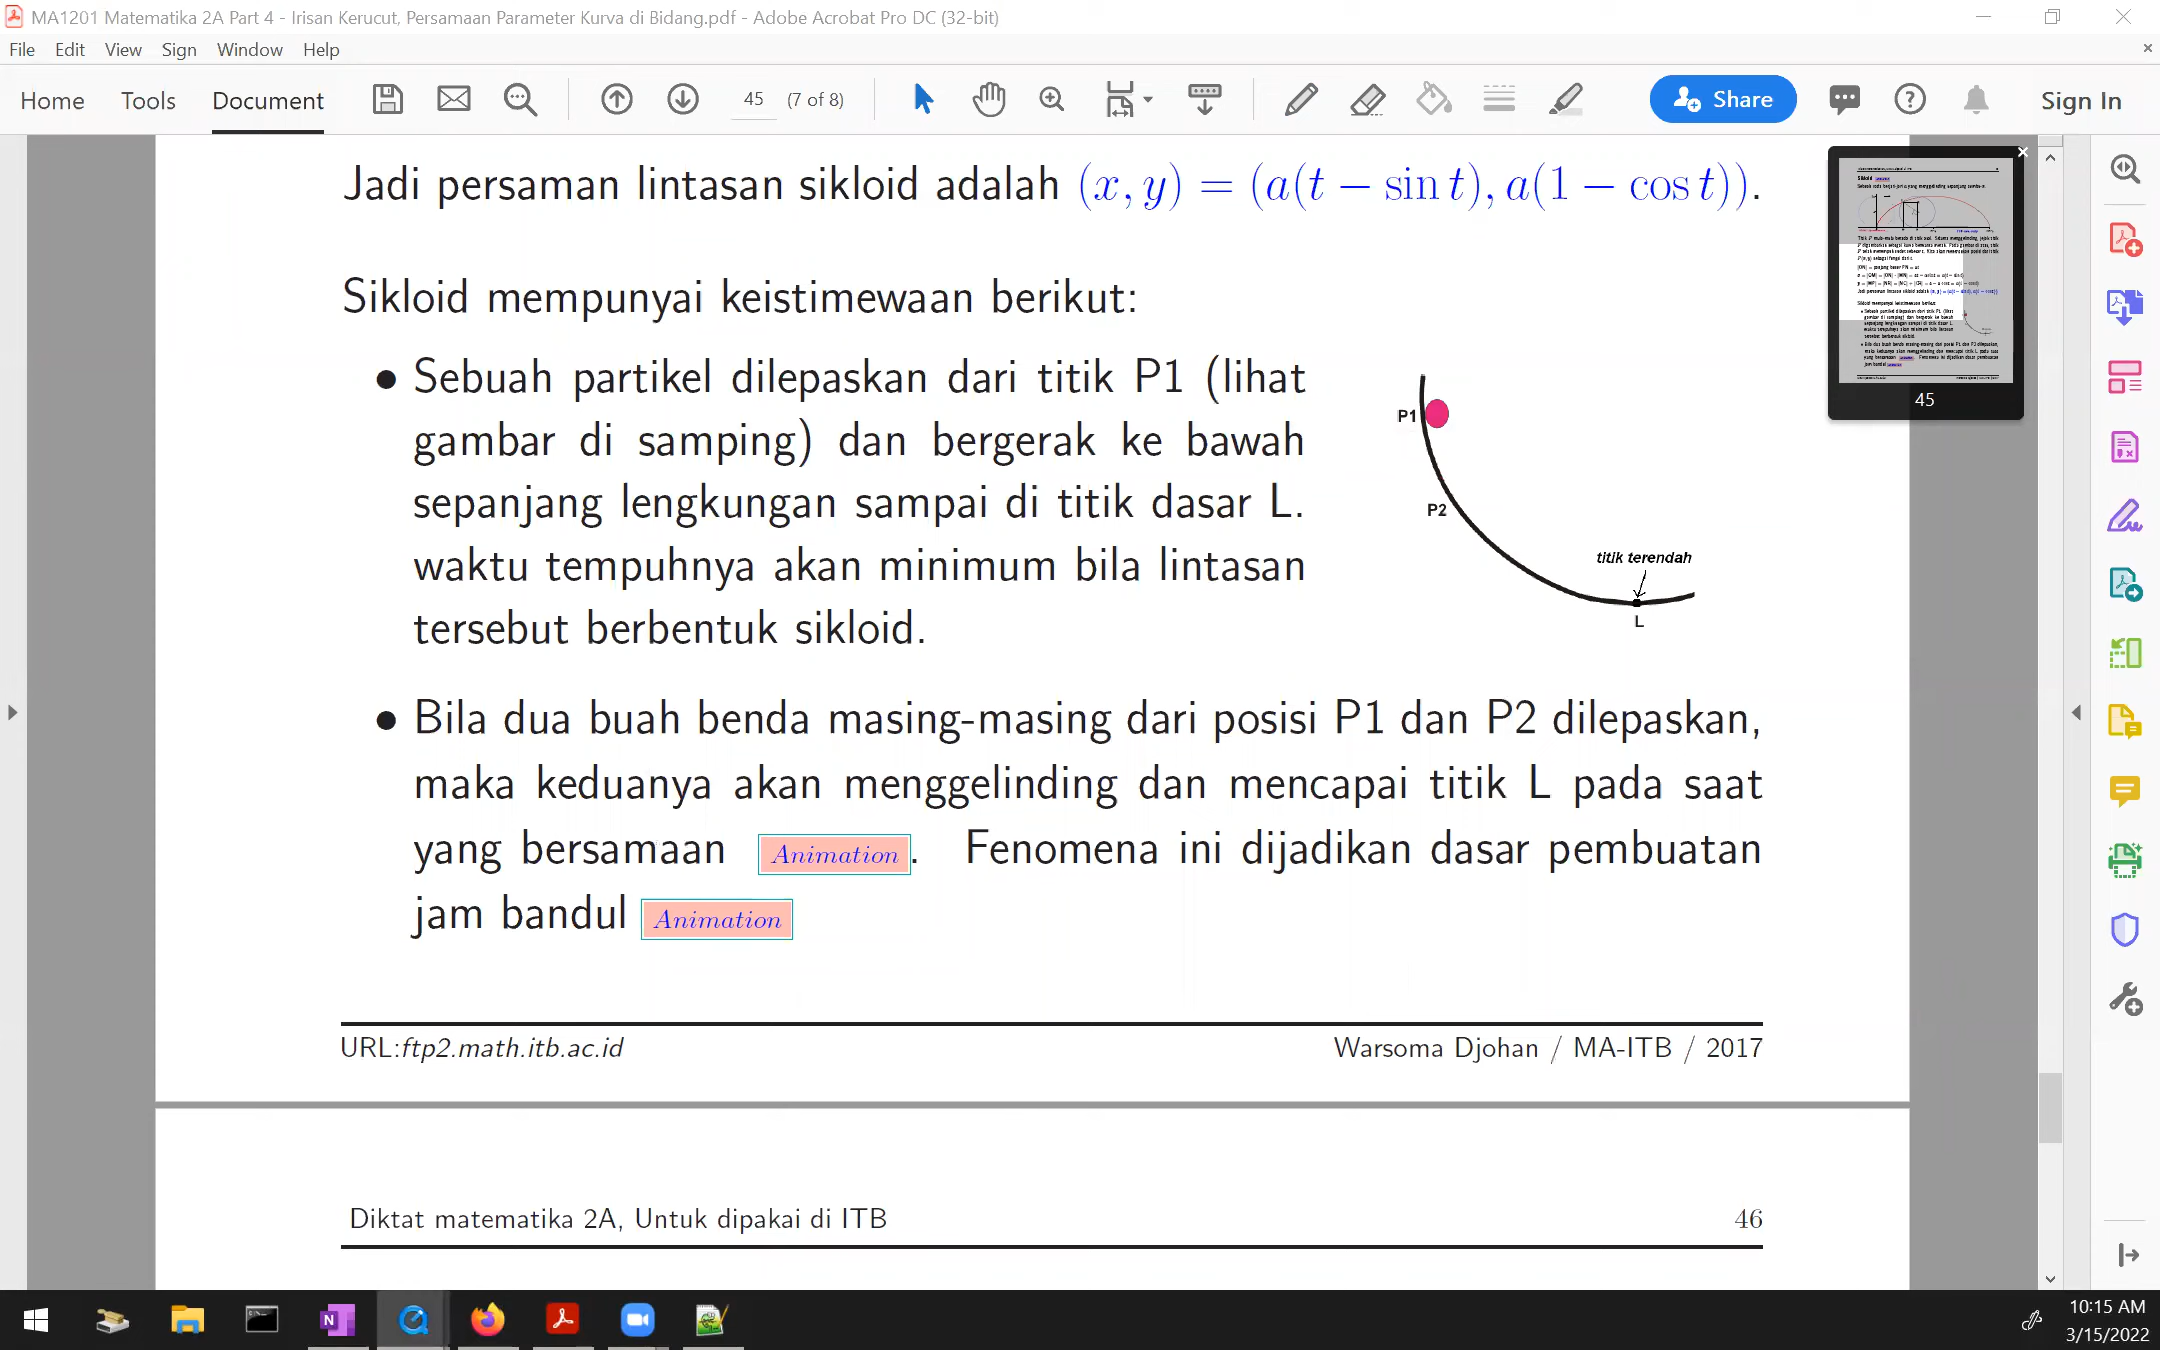 MA1201 Matematika 2A Part 4 - Irisan Kerucut, Persamaan Parameter Kurva di Bidang.pdf - Adobe Acrobat Pro DC (32-bit)
File Edit View Sign Window Help
Home Tools Document 45 (7 of 8) Share Sign In
Jadi persaman lintasan sikloid adalah (x, y) = (a(t − sin t), a(1 − cos t)).
Sikloid mempunyai keistimewaan berikut:
• Sebuah partikel dilepaskan dari titik P1 (lihat
gambar di samping) dan bergerak ke bawah
sepanjang lengkungan sampai di titik dasar L.
waktu tempuhnya akan minimum bila lintasan
tersebut berbentuk sikloid.
P1
P2
titik terendah
L
• Bila dua buah benda masing-masing dari posisi P1 dan P2 dilepaskan,
maka keduanya akan menggelinding dan mencapai titik L pada saat
yang bersamaan Animation. Fenomena ini dijadikan dasar pembuatan
jam bandul Animation
URL:ftp2.math.itb.ac.id Warsoma Djohan / MA-ITB / 2017
Diktat matematika 2A, Untuk dipakai di ITB 46
45
10:15 AM
3/15/2022